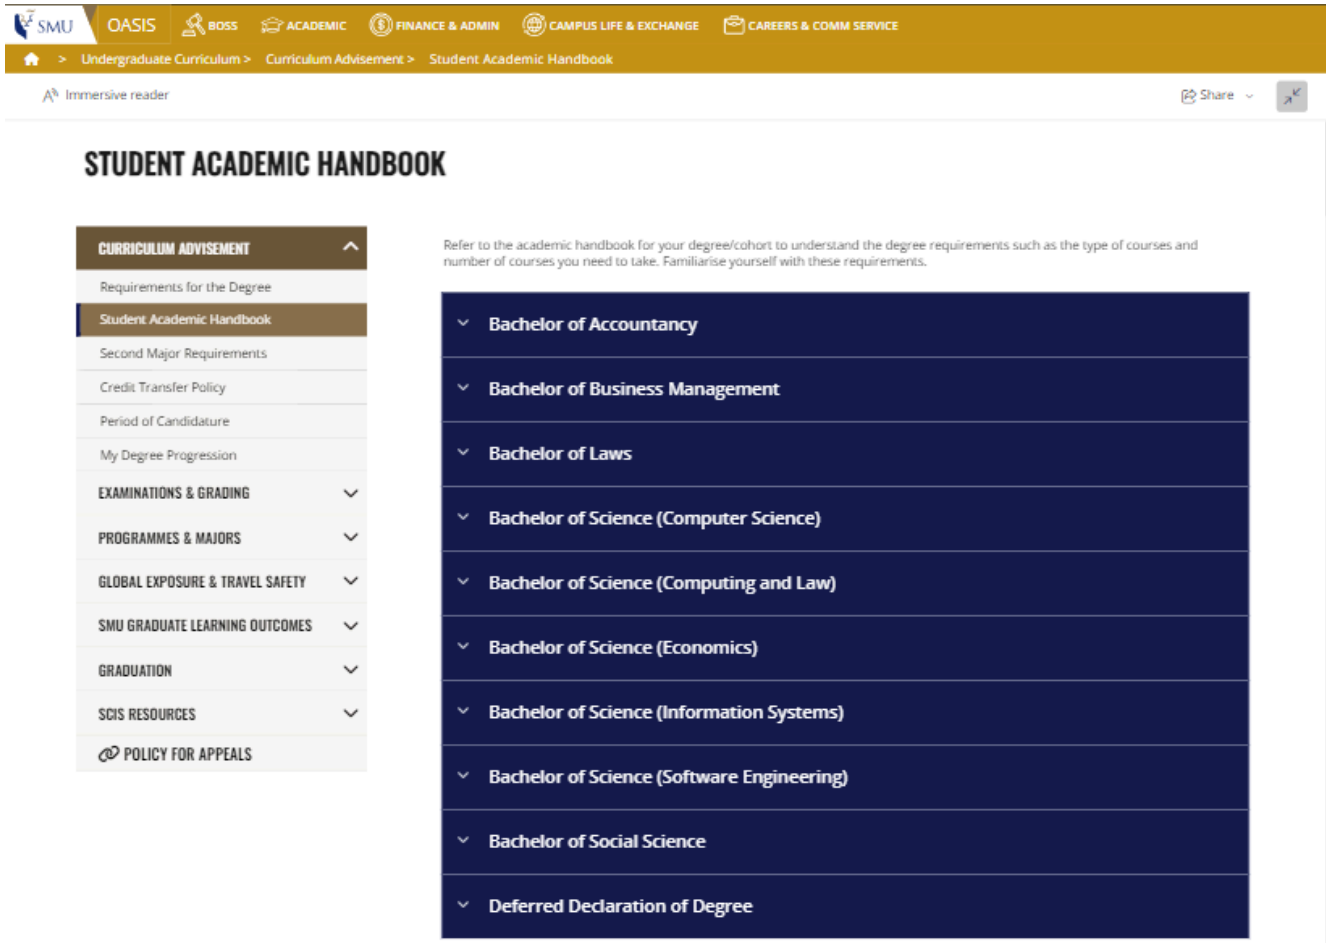 SMU OASIS BOSS ACADEMIC FINANCE & ADMIN CAMPUS LIFE & EXCHANGE CAREERS & COMM SERVICE
> Undergraduate Curriculum > Curriculum Advisement > Student Academic Handbook
Immersive reader
Share
STUDENT ACADEMIC HANDBOOK
CURRICULUM ADVISEMENT
Requirements for the Degree
Student Academic Handbook
Second Major Requirements
Credit Transfer Policy
Period of Candidature
My Degree Progression
EXAMINATIONS & GRADING
PROGRAMMES & MAJORS
GLOBAL EXPOSURE & TRAVEL SAFETY
SMU GRADUATE LEARNING OUTCOMES
GRADUATION
SCIS RESOURCES
POLICY FOR APPEALS
Refer to the academic handbook for your degree/cohort to understand the degree requirements such as the type of courses and
number of courses you need to take. Familiarise yourself with these requirements.
Bachelor of Accountancy
Bachelor of Business Management
Bachelor of Laws
Bachelor of Science (Computer Science)
Bachelor of Science (Computing and Law)
Bachelor of Science (Economics)
Bachelor of Science (Information Systems)
Bachelor of Science (Software Engineering)
Bachelor of Social Science
Deferred Declaration of Degree